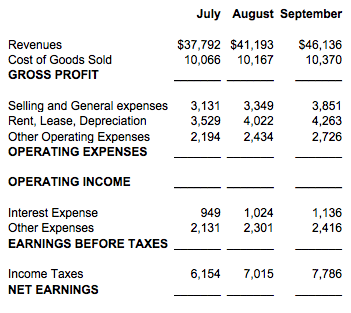 July August September
Revenues $37,792 $41,193 $46,136
Cost of Goods Sold 10,066 10,167 10,370
GROSS PROFIT
Selling and General expenses 3,131 3,349 3,851
Rent, Lease, Depreciation 3,529 4,022 4,263
Other Operating Expenses 2,194 2,434 2,726
OPERATING EXPENSES
OPERATING INCOME
Interest Expense 949 1,024 1,136
Other Expenses 2,131 2,301 2,416
EARNINGS BEFORE TAXES
Income Taxes 6,154 7,015 7,786
NET EARNINGS